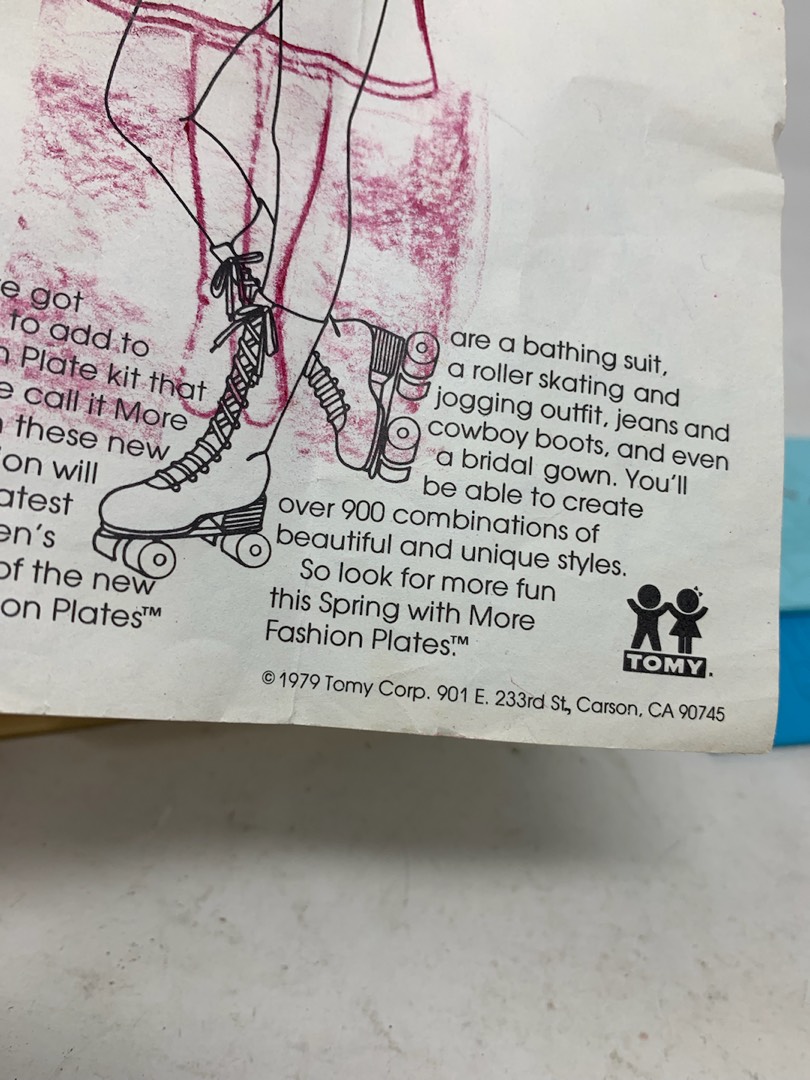 e got
to add to
Plate kit that
call it More
these new
on will
atest
en's
of the new
on Plates™
are a bathing suit,
a roller skating and
jogging outfit, jeans and
cowboy boots, and even
a bridal gown. You'll
be able to create
over 900 combinations of
beautiful and unique styles.
So look for more fun
this Spring with More
Fashion Plates.™
TOMY.
© 1979 Tomy Corp. 901 E. 233rd St., Carson, CA 90745